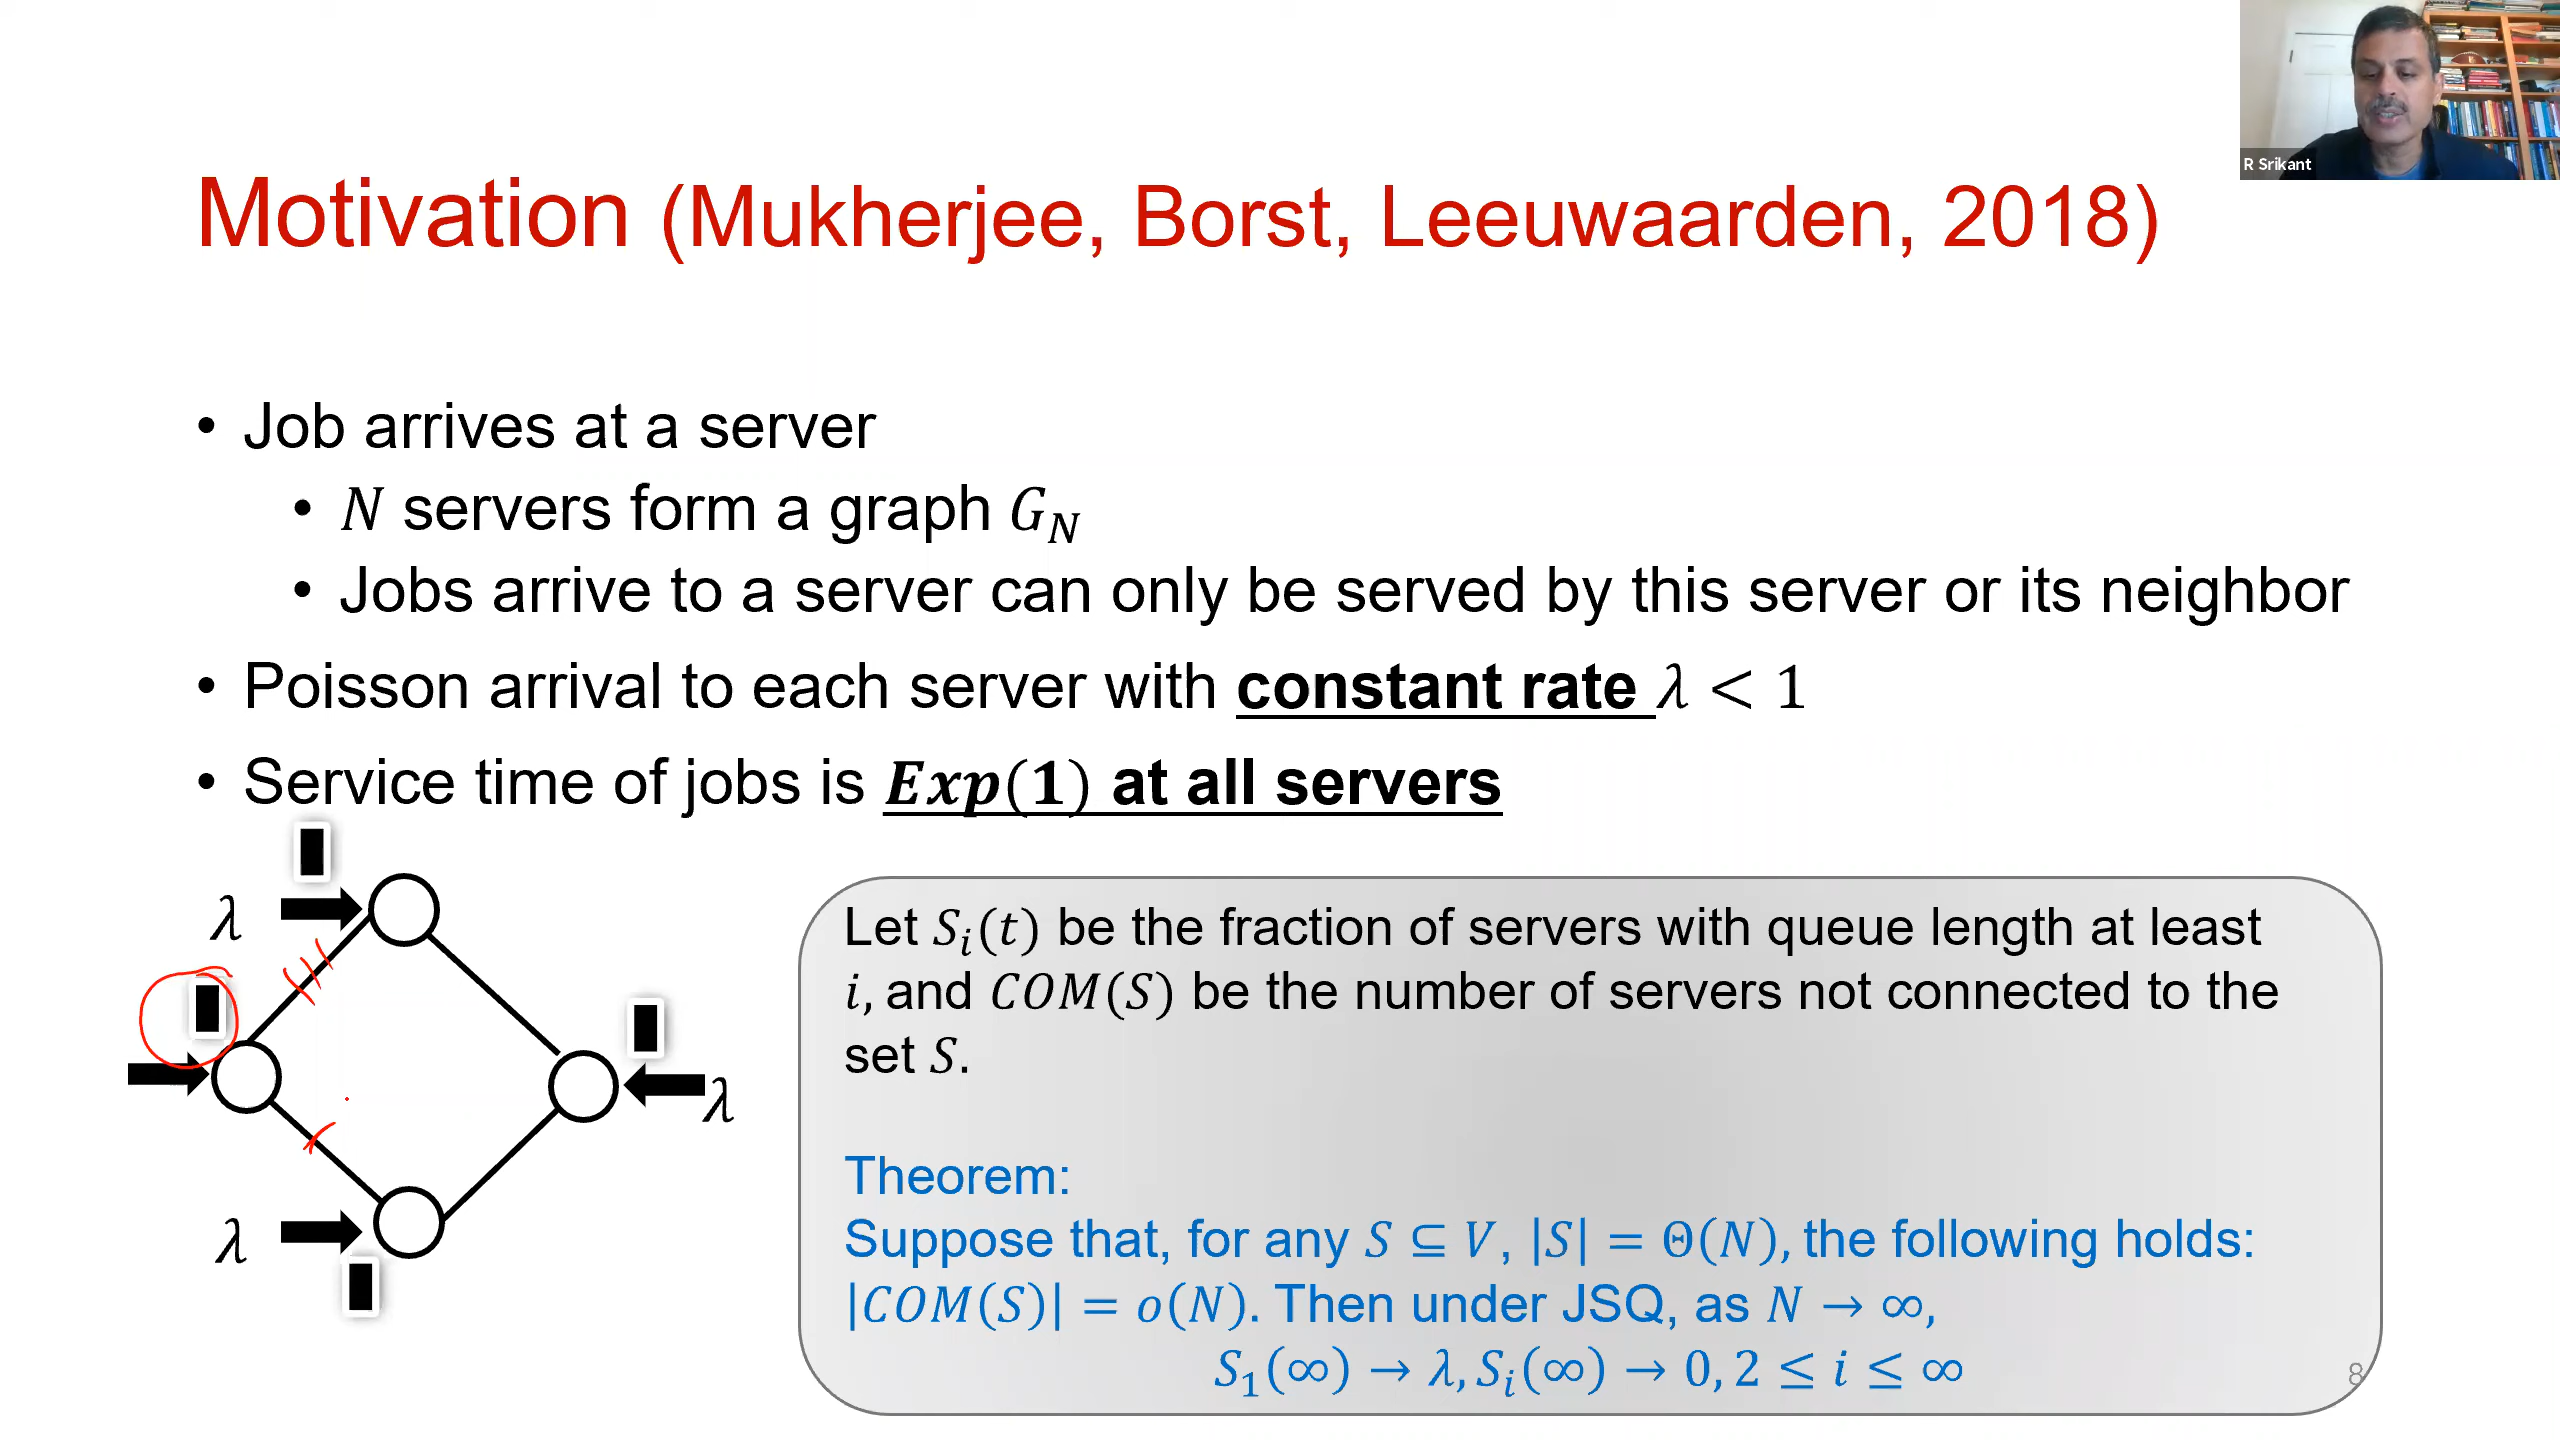 R Srikant
Motivation (Mukherjee, Borst, Leeuwaarden, 2018)
• Job arrives at a server
• N servers form a graph G_N
• Jobs arrive to a server can only be served by this server or its neighbor
• Poisson arrival to each server with constant rate λ < 1
• Service time of jobs is Exp(1) at all servers
λ
λ
λ
Let S_i(t) be the fraction of servers with queue length at least
i, and COM(S) be the number of servers not connected to the
set S.
Theorem:
Suppose that, for any S ⊆ V, |S| = Θ(N), the following holds:
|COM(S)| = o(N). Then under JSQ, as N → ∞,
S_1(∞) → λ, S_i(∞) → 0, 2 ≤ i ≤ ∞
8